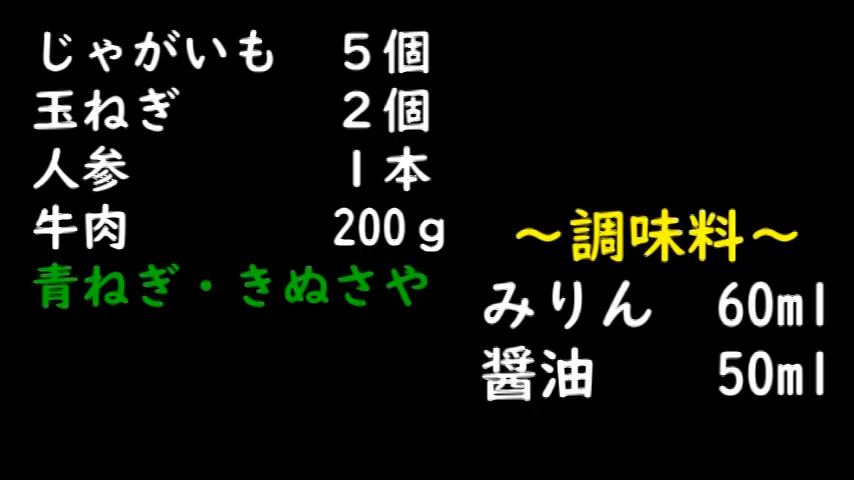 じゃがいも　５個
玉ねぎ　２個
人参　１本
牛肉　200ｇ
青ねぎ・きぬさや
～調味料～
みりん　60ml
醤油　50ml